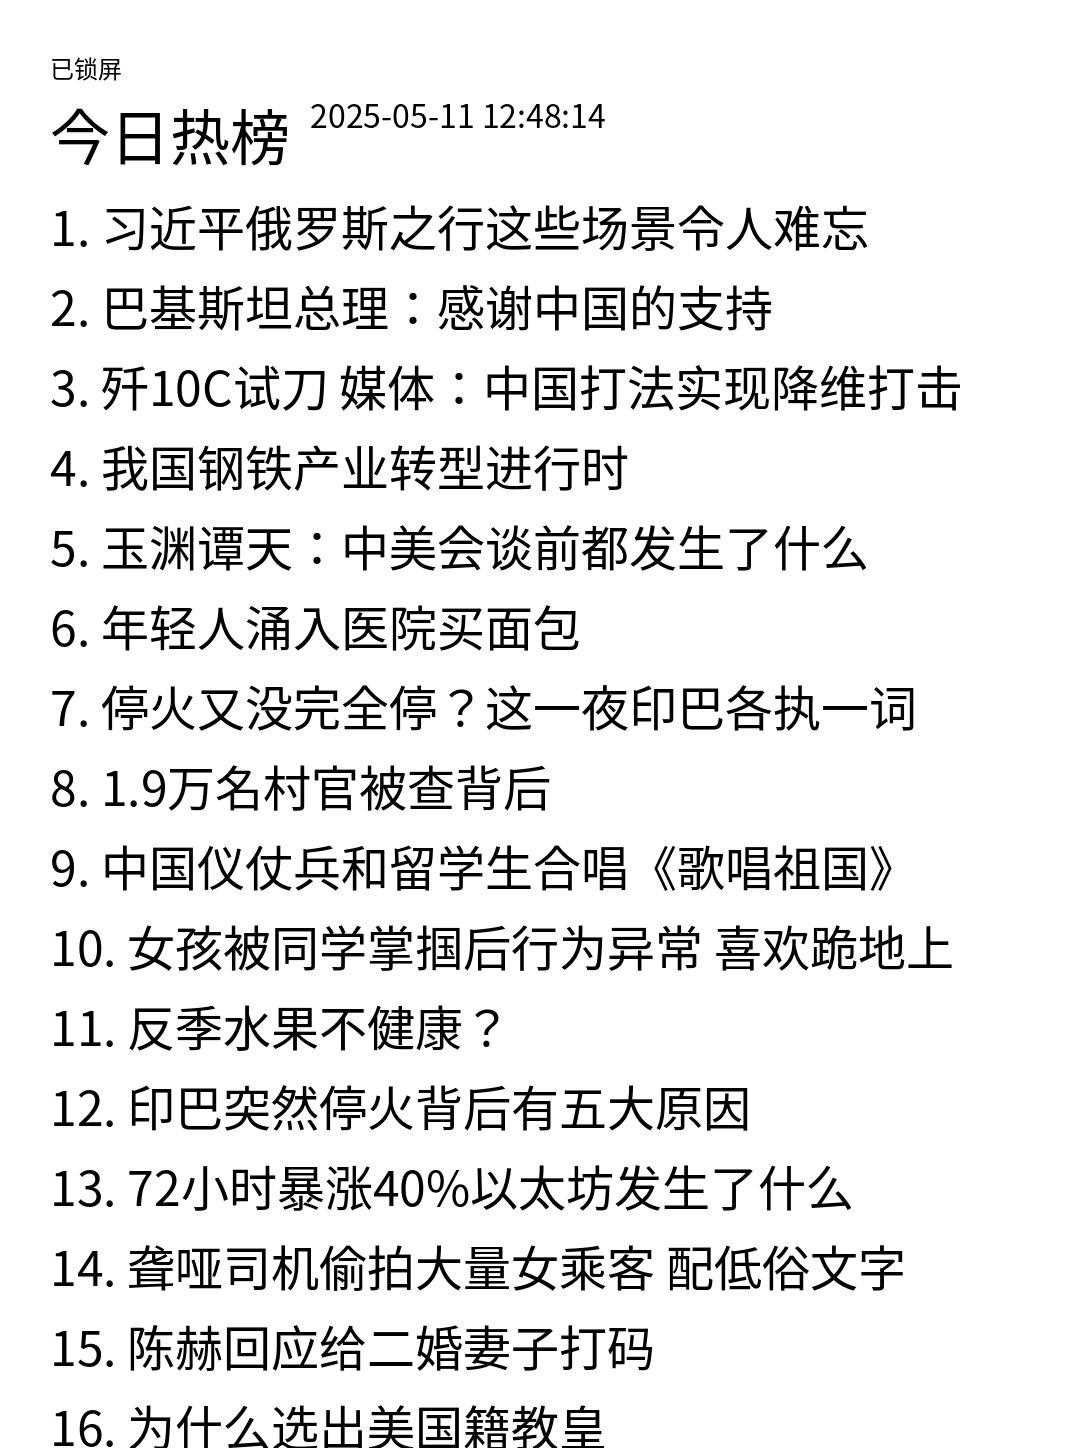 已锁屏
今日热榜 2025-05-11 12:48:14
1. 习近平俄罗斯之行这些场景令人难忘
2. 巴基斯坦总理：感谢中国的支持
3. 歼10C试刀 媒体：中国打法实现降维打击
4. 我国钢铁产业转型进行时
5. 玉渊谭天：中美会谈前都发生了什么
6. 年轻人涌入医院买面包
7. 停火又没完全停？这一夜印巴各执一词
8. 1.9万名村官被查背后
9. 中国仪仗兵和留学生合唱《歌唱祖国》
10. 女孩被同学掌掴后行为异常 喜欢跪地上
11. 反季水果不健康？
12. 印巴突然停火背后有五大原因
13. 72小时暴涨40%以太坊发生了什么
14. 聋哑司机偷拍大量女乘客 配低俗文字
15. 陈赫回应给二婚妻子打码
16. 为什么选出美国籍教皇